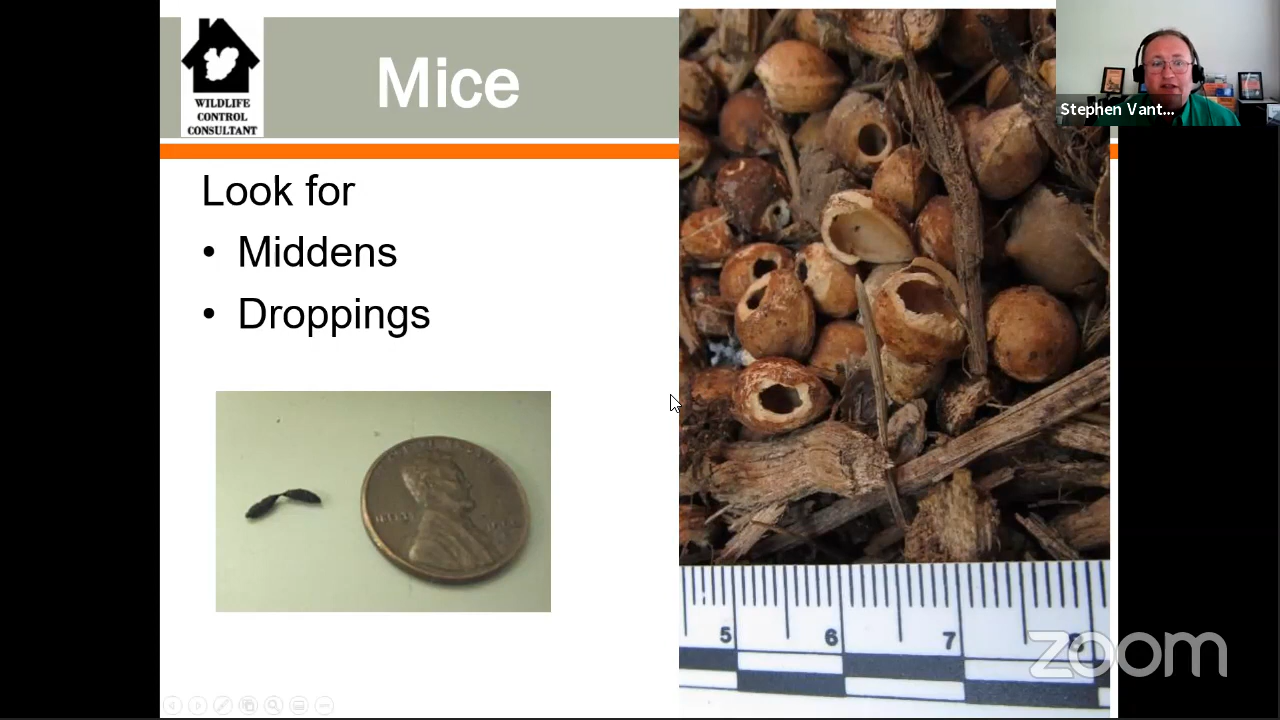 WILDLIFE
CONTROL
CONSULTANT
Mice
Stephen Vant...
Look for
• Middens
• Droppings
5 6 7
zoom